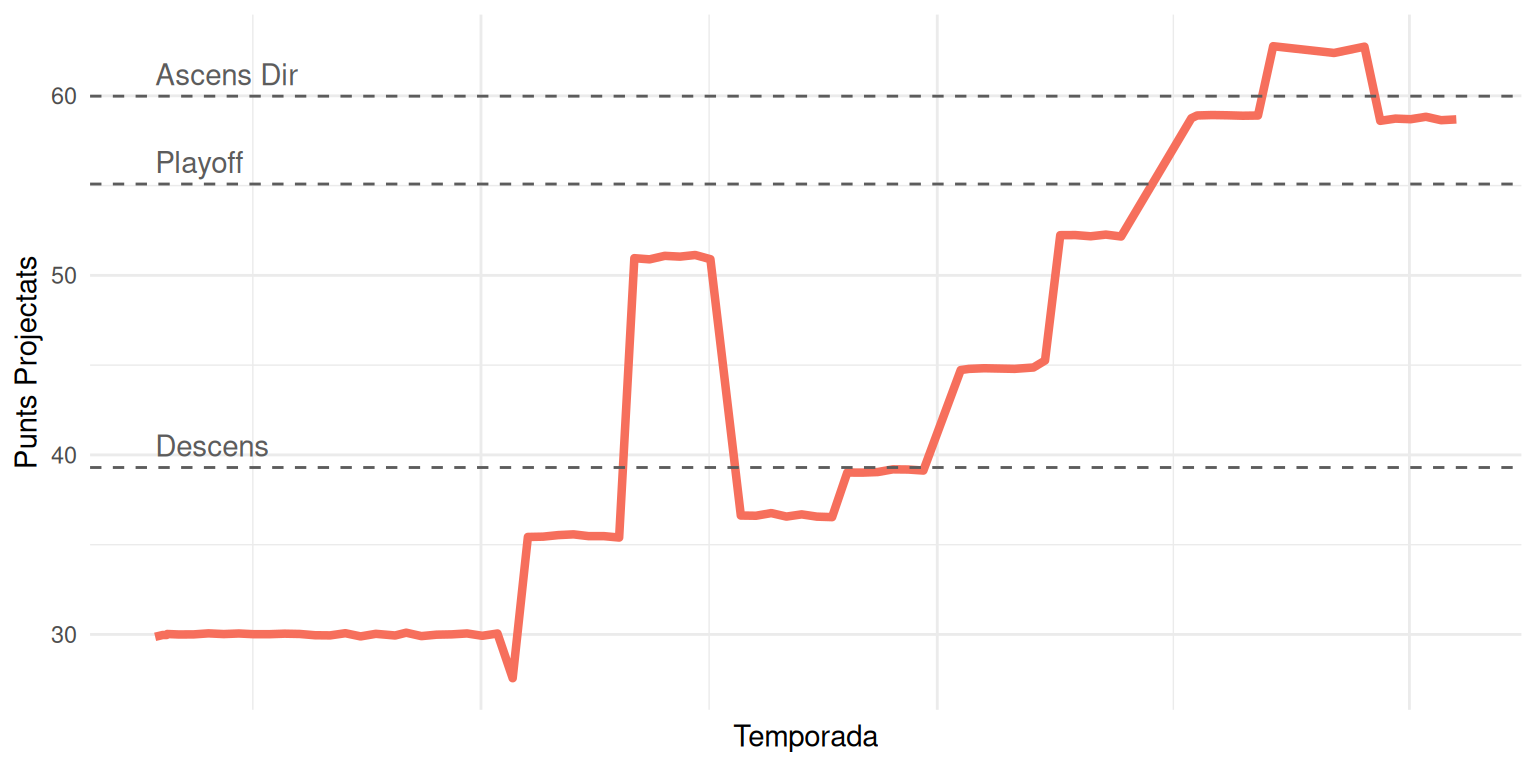 Ascens Dir
60
Playoff
50
Punts Projectats
Descens
40
30
Temporada